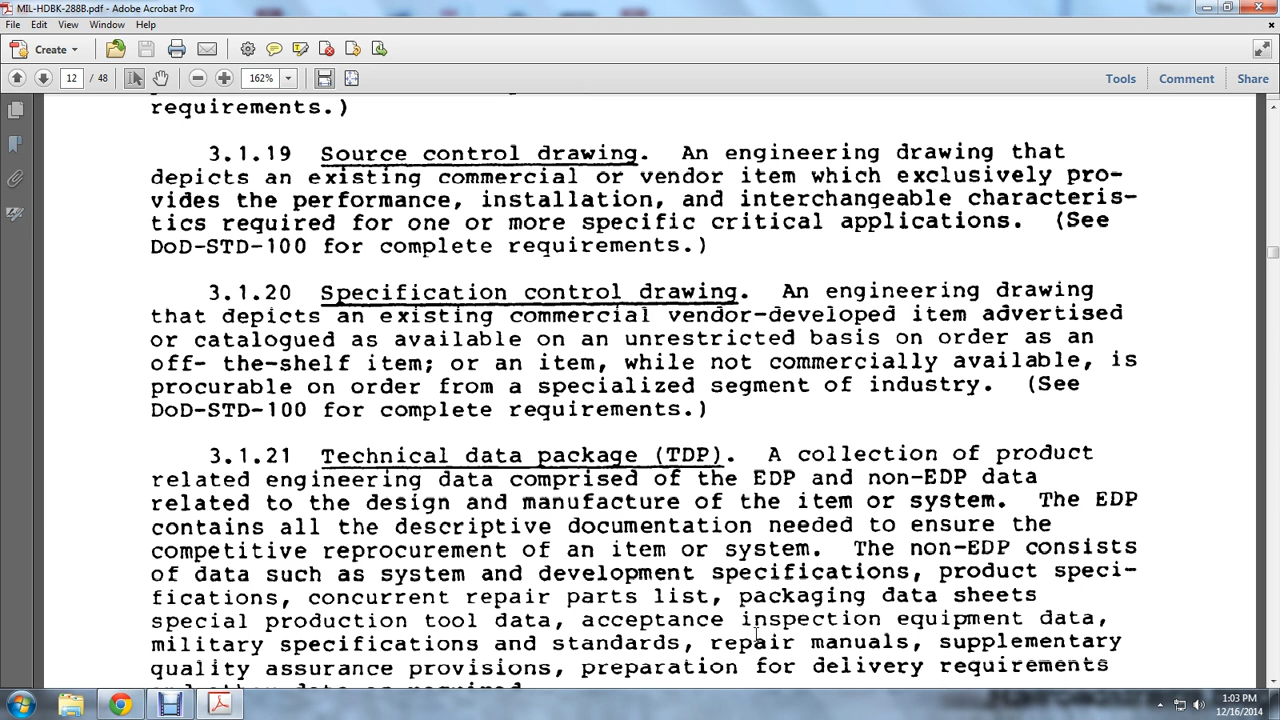 MIL-HDBK-288B.pdf - Adobe Acrobat Pro
File Edit View Window Help
Create
12 / 48 162% Tools Comment Share
requirements.)
3.1.19 Source control drawing. An engineering drawing that
depicts an existing commercial or vendor item which exclusively pro-
vides the performance, installation, and interchangeable characteris-
tics required for one or more specific critical applications. (See
DoD-STD-100 for complete requirements.)
3.1.20 Specification control drawing. An engineering drawing
that depicts an existing commercial vendor-developed item advertised
or catalogued as available on an unrestricted basis on order as an
off- the-shelf item; or an item, while not commercially available, is
procurable on order from a specialized segment of industry. (See
DoD-STD-100 for complete requirements.)
3.1.21 Technical data package (TDP). A collection of product
related engineering data comprised of the EDP and non-EDP data
related to the design and manufacture of the item or system. The EDP
contains all the descriptive documentation needed to ensure the
competitive reprocurement of an item or system. The non-EDP consists
of data such as system and development specifications, product speci-
fications, concurrent repair parts list, packaging data sheets
special production tool data, acceptance inspection equipment data,
military specifications and standards, repair manuals, supplementary
quality assurance provisions, preparation for delivery requirements
1:03 PM
12/16/2014